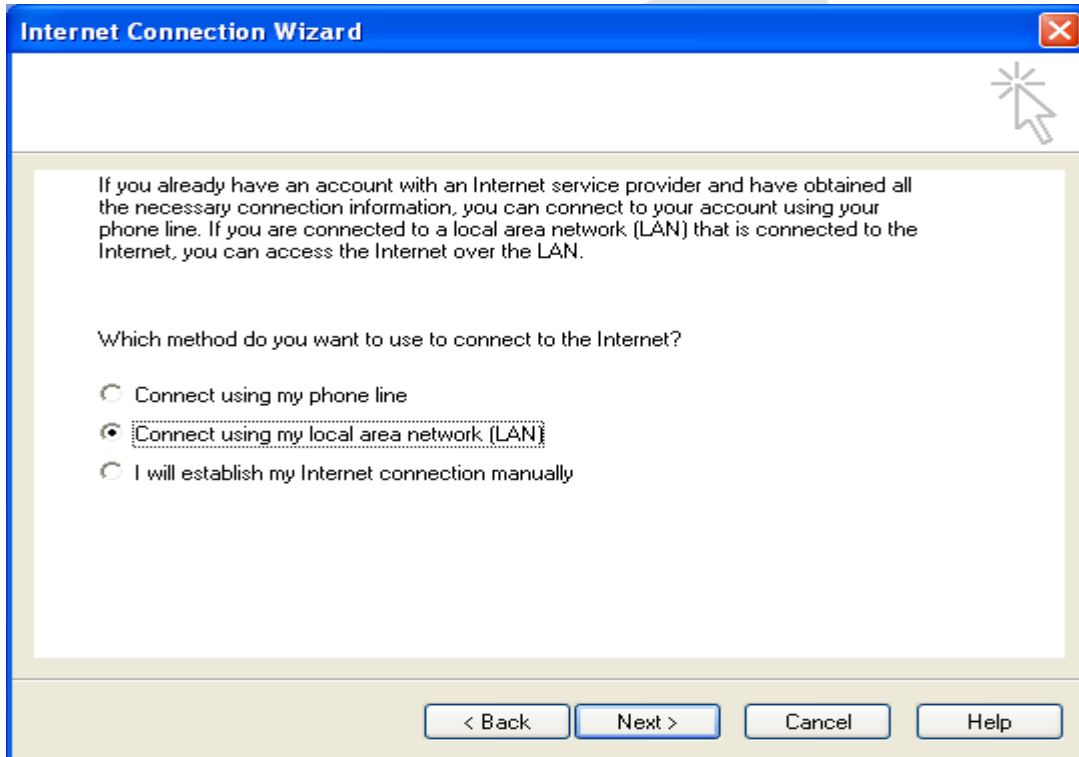 Internet Connection Wizard
If you already have an account with an Internet service provider and have obtained all
the necessary connection information, you can connect to your account using your
phone line. If you are connected to a local area network (LAN) that is connected to the
Internet, you can access the Internet over the LAN.
Which method do you want to use to connect to the Internet?
Connect using my phone line
Connect using my local area network (LAN)
I will establish my Internet connection manually
< Back Next > Cancel Help